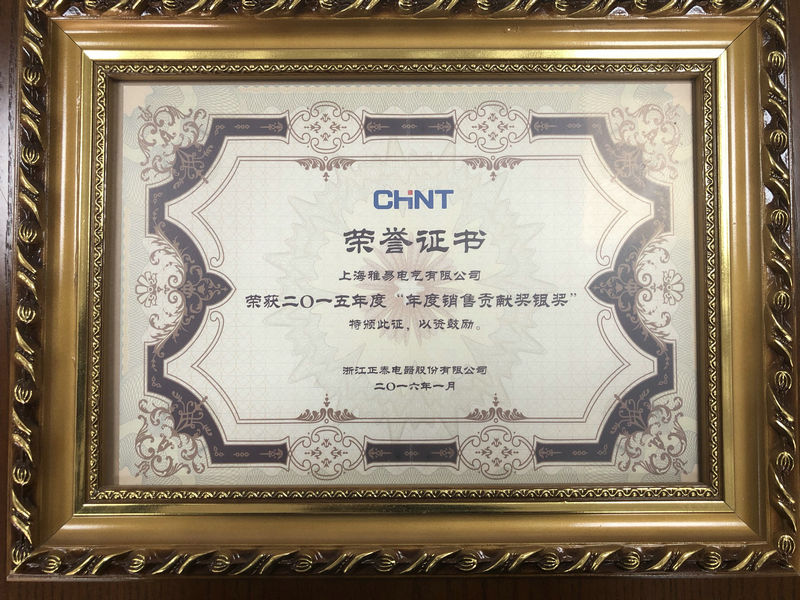 CHiNT
荣誉证书
上海雅易电气有限公司
荣获二〇一五年度“年度销售贡献奖银奖”
特颁此证，以资鼓励。
浙江正泰电器股份有限公司
二〇一六年一月